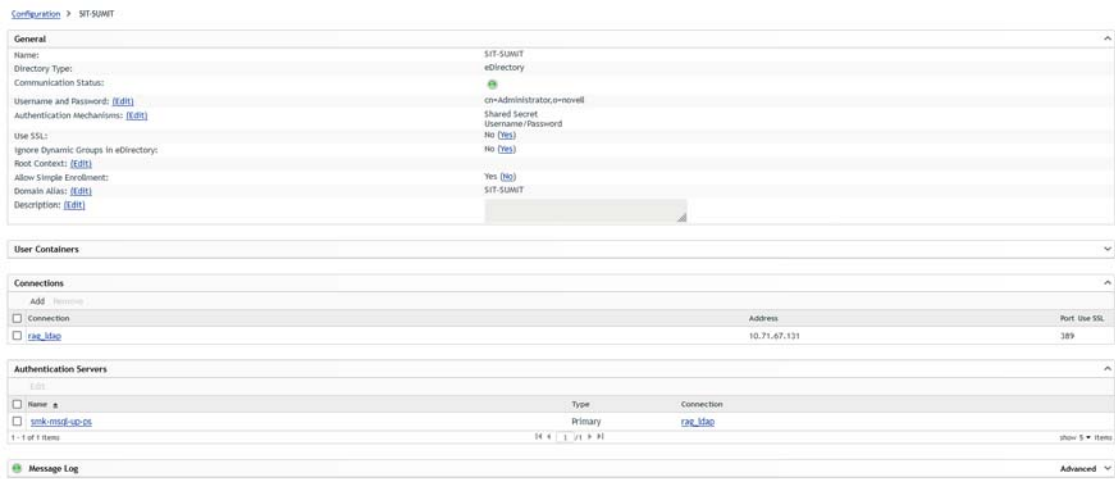 Configuration > SIT-SUMIT
General
Name: SIT-SUMIT
Directory Type: eDirectory
Communication Status:
Username and Password: (Edit) cn=Administrator,o=novell
Authentication Mechanisms: (Edit) Shared Secret
Username/Password
Use SSL: No (Yes)
Ignore Dynamic Groups in eDirectory: No (Yes)
Root Context: (Edit)
Allow Simple Enrollment: Yes (No)
Domain Alias: (Edit) SIT-SUMIT
Description: (Edit)
User Containers
Connections
Add Remove
Connection Address Port Use SSL
rag_ldap 10.71.67.131 389
Authentication Servers
Edit
Name Type Connection
smk-msql-up-ps Primary rag_ldap
1 - 1 of 1 items 1 /1 show 5 items
Message Log Advanced